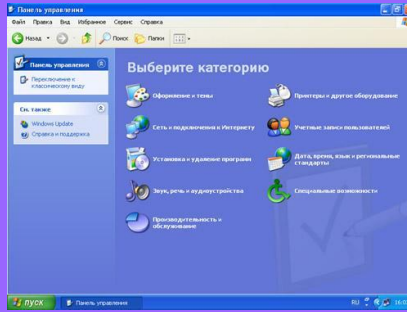 Панель управления
Файл Правка Вид Избранное Сервис Справка
Назад Поиск Папки
Панель управления
Переключение к
классическому виду
См. также
Windows Update
Справка и поддержка
Выберите категорию
Оформление и темы
Принтеры и другое оборудование
Сеть и подключения к Интернету
Учетные записи пользователей
Установка и удаление программ
Дата, время, язык и региональные
стандарты
Звук, речь и аудиоустройства
Специальные возможности
Производительность и
обслуживание
пуск Панель управления RU